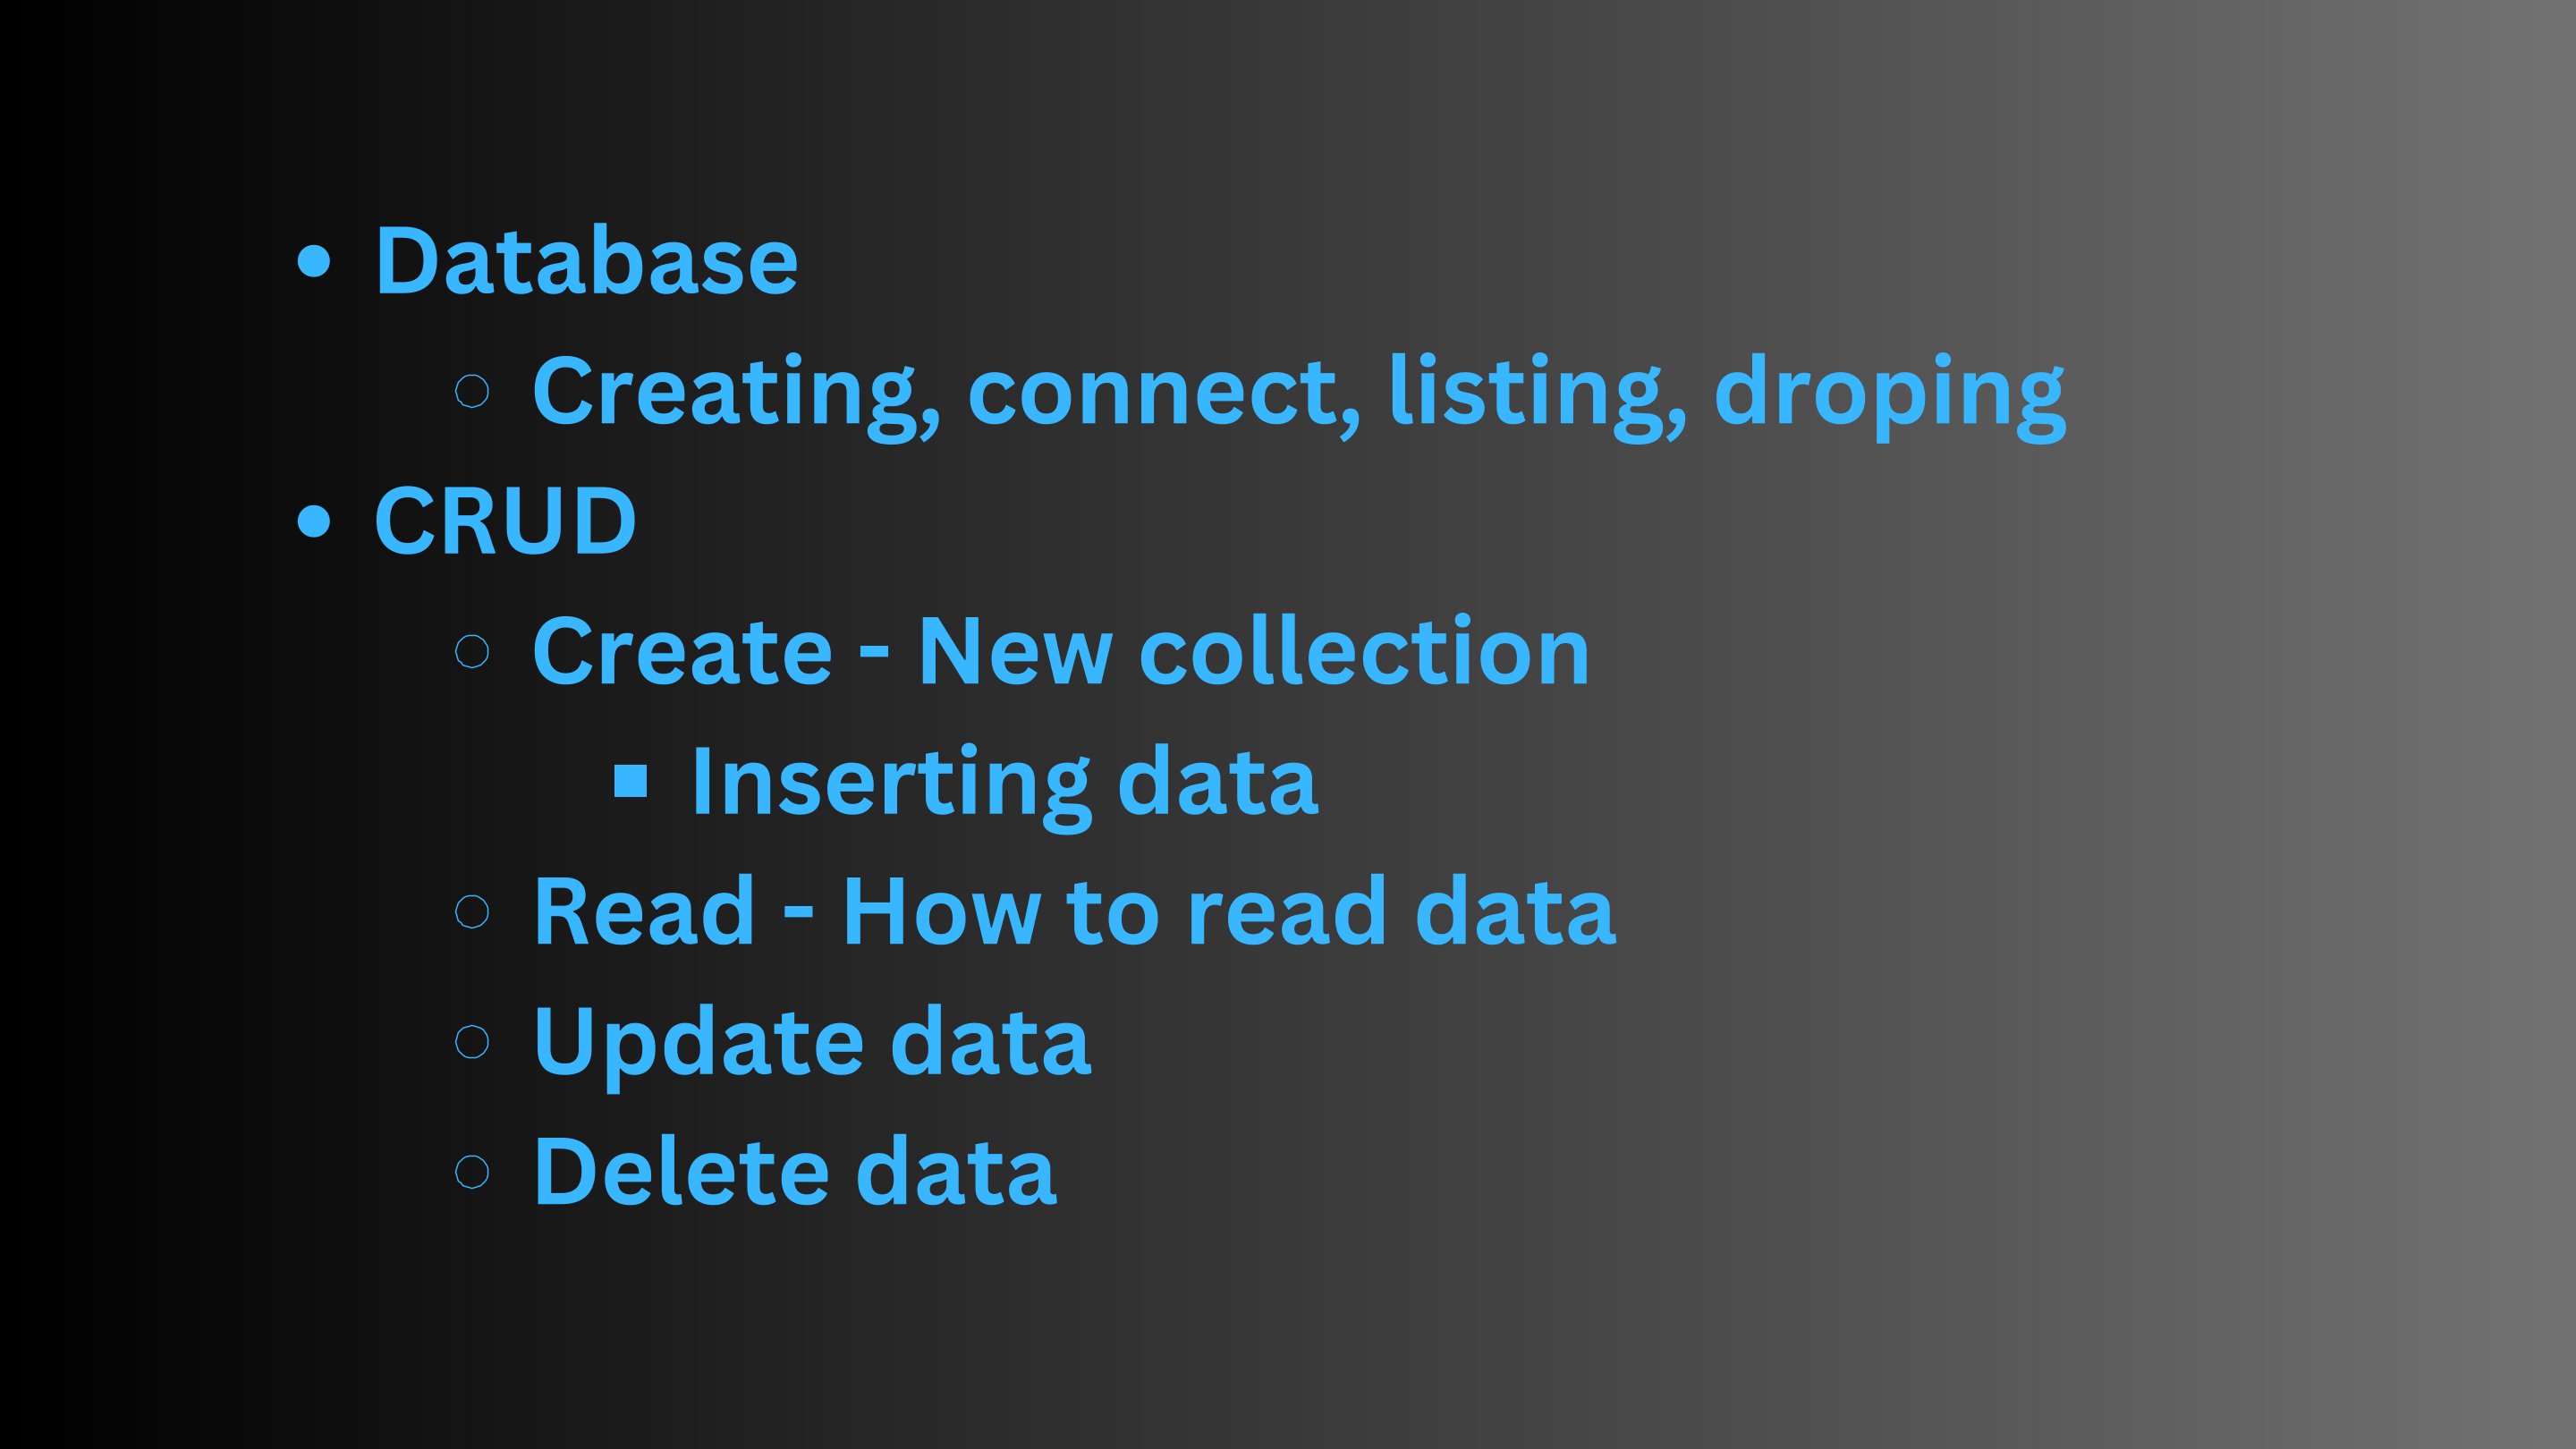 Database
Creating, connect, listing, droping
CRUD
Create - New collection
Inserting data
Read - How to read data
Update data
Delete data